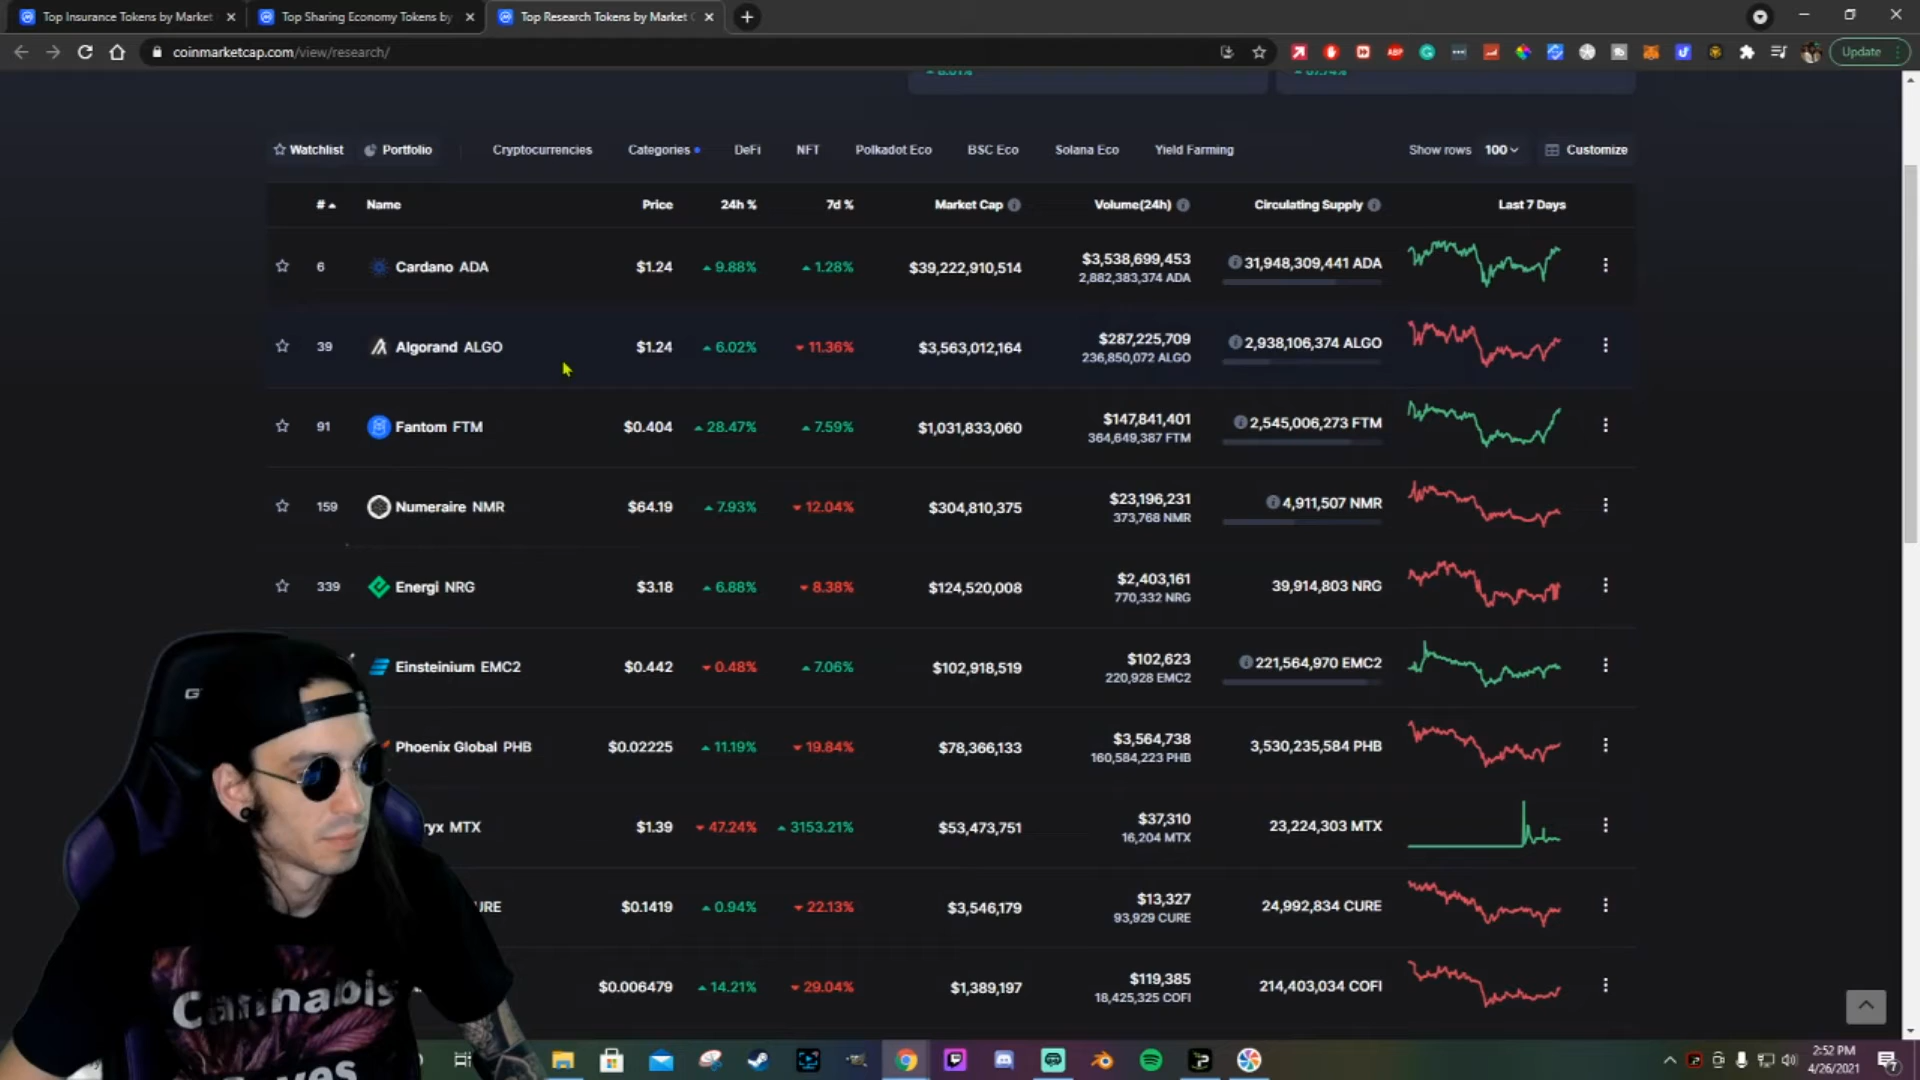 Top Insurance Tokens by Market
Top Sharing Economy Tokens by
Top Research Tokens by Market
coinmarketcap.com/view/research/
Update
Watchlist Portfolio Cryptocurrencies Categories DeFi NFT Polkadot Eco BSC Eco Solana Eco Yield Farming Show rows 100 Customize
# Name Price 24h % 7d % Market Cap Volume(24h) Circulating Supply Last 7 Days
6 Cardano ADA $1.24 9.88% 1.28% $39,222,910,514 $3,538,699,453 31,948,309,441 ADA
2,882,383,374 ADA
39 Algorand ALGO $1.24 6.02% 11.36% $3,563,012,164 $287,225,709 2,938,106,374 ALGO
236,850,072 ALGO
91 Fantom FTM $0.404 28.47% 7.59% $1,031,833,060 $147,841,401 2,545,006,273 FTM
364,649,387 FTM
159 Numeraire NMR $64.19 7.93% 12.04% $304,810,375 $23,196,231 4,911,507 NMR
373,768 NMR
339 Energi NRG $3.18 6.88% 8.38% $124,520,008 $2,403,161 39,914,803 NRG
770,332 NRG
Einsteinium EMC2 $0.442 0.48% 7.06% $102,918,519 $102,623 221,564,970 EMC2
220,928 EMC2
Phoenix Global PHB $0.02225 11.19% 19.84% $78,366,133 $3,564,738 3,530,235,584 PHB
160,584,223 PHB
ryx MTX $1.39 47.24% 3153.21% $53,473,751 $37,310 23,224,303 MTX
16,204 MTX
URE $0.1419 0.94% 22.13% $3,546,179 $13,327 24,992,834 CURE
93,929 CURE
$0.006479 14.21% 29.04% $1,389,197 $119,385 214,403,034 COFI
18,425,325 COFI
Cannabis
2:52 PM
4/26/2021